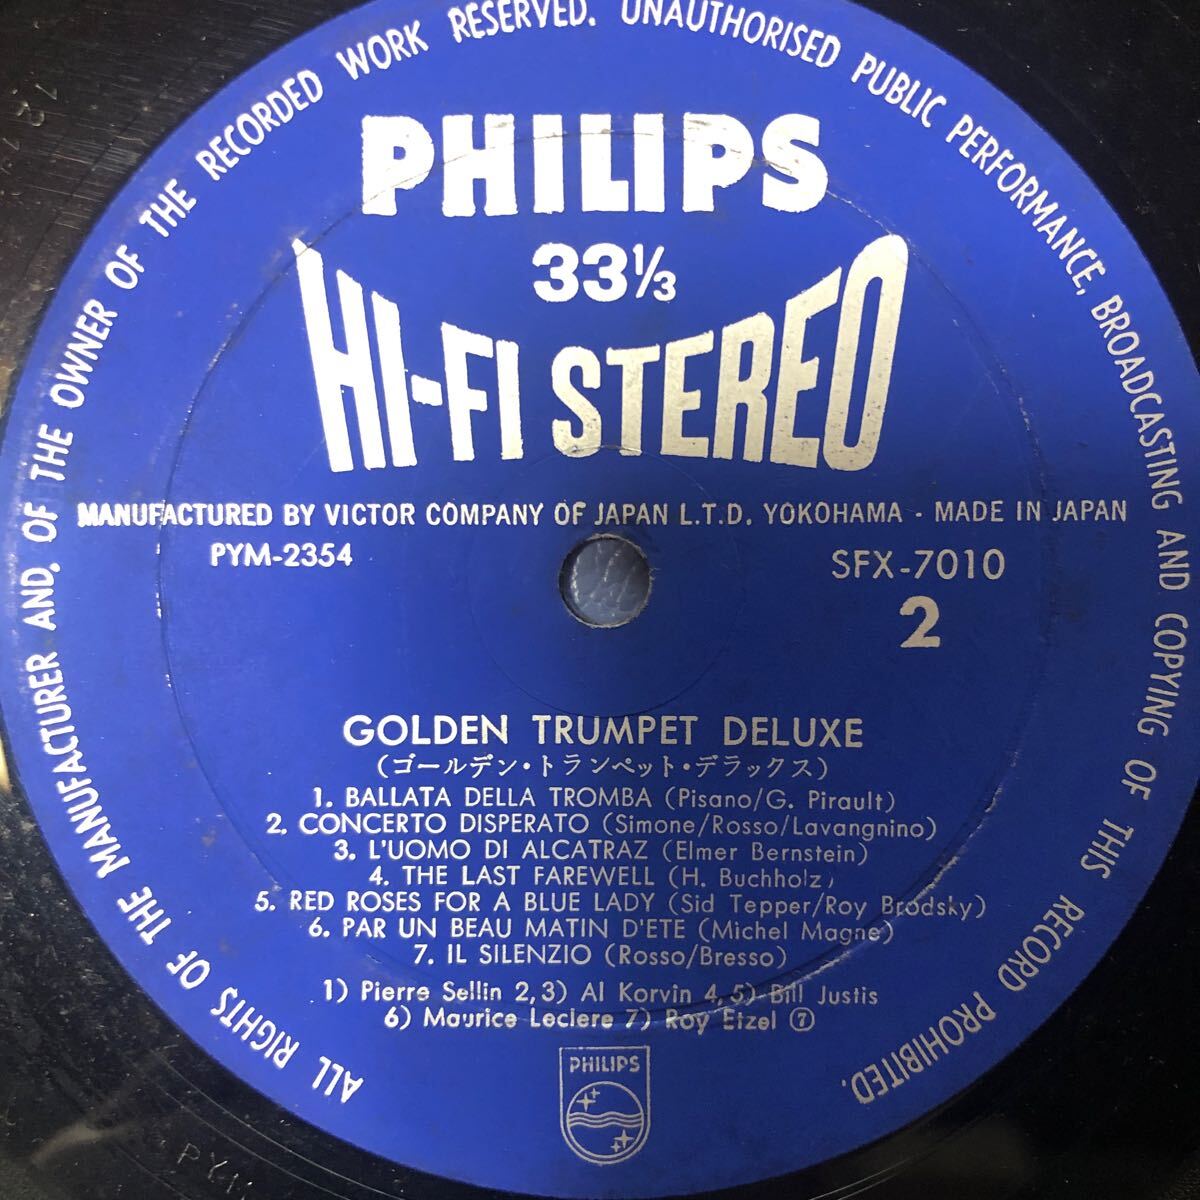 ALL RIGHTS OF THE MANUFACTURER AND, OF THE OWNER OF THE RECORDED WORK RESERVED. UNAUTHORISED PUBLIC PERFORMANCE, BROADCASTING AND COPYING OF THIS RECORD PROHIBITED.
PHILIPS
33⅓
HI-FI STEREO
MANUFACTURED BY VICTOR COMPANY OF JAPAN L.T.D. YOKOHAMA - MADE IN JAPAN
PYM-2354 SFX-7010
2
GOLDEN TRUMPET DELUXE
(ゴールデン・トランペット・デラックス)
1. BALLATA DELLA TROMBA (Pisano/G. Pirault)
2. CONCERTO DISPERATO (Simone/Rosso/Lavangnino)
3. L'UOMO DI ALCATRAZ (Elmer Bernstein)
4. THE LAST FAREWELL (H. Buchholz)
5. RED ROSES FOR A BLUE LADY (Sid Tepper/Roy Brodsky)
6. PAR UN BEAU MATIN D'ETE (Michel Magne)
7. IL SILENZIO (Rosso/Bresso)
1) Pierre Sellin 2,3) Al Korvin 4,5) Bill Justis
6) Maurice Leclere 7) Roy Etzel ⑦
PHILIPS